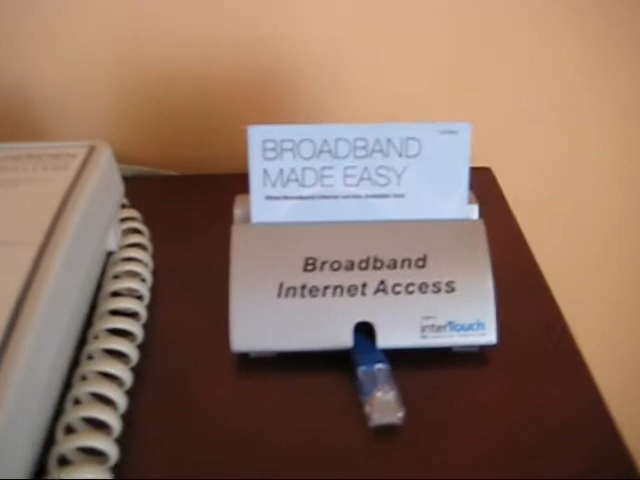 BROADBAND
MADE EASY
Broadband
Internet Access
interTouch